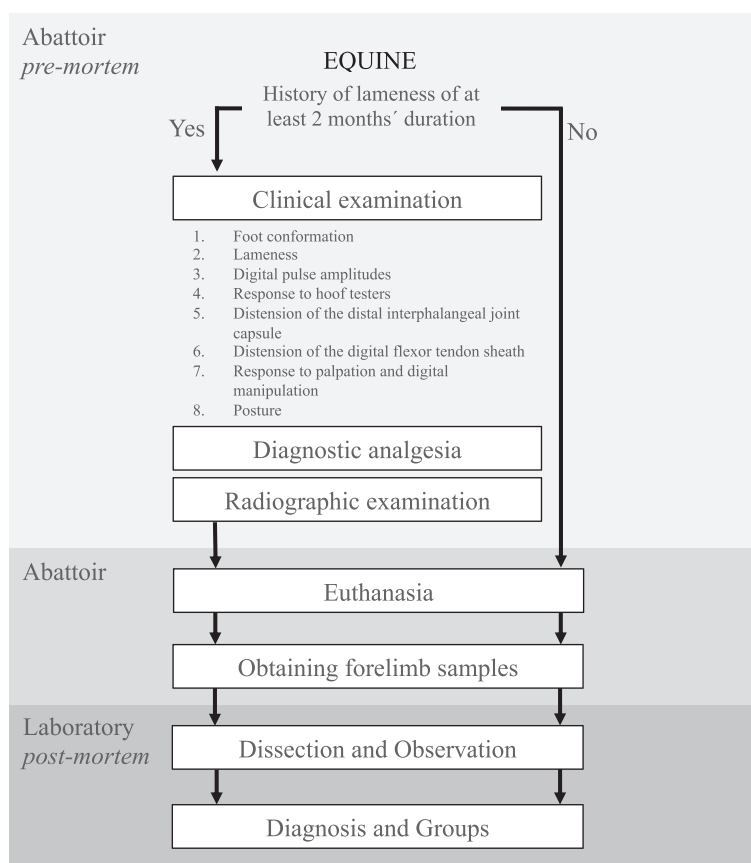 Abattoir
pre-mortem
EQUINE
History of lameness of at
least 2 months´ duration
Yes
No
Clinical examination
1. Foot conformation
2. Lameness
3. Digital pulse amplitudes
4. Response to hoof testers
5. Distension of the distal interphalangeal joint
capsule
6. Distension of the digital flexor tendon sheath
7. Response to palpation and digital
manipulation
8. Posture
Diagnostic analgesia
Radiographic examination
Abattoir
Euthanasia
Obtaining forelimb samples
Laboratory
post-mortem
Dissection and Observation
Diagnosis and Groups